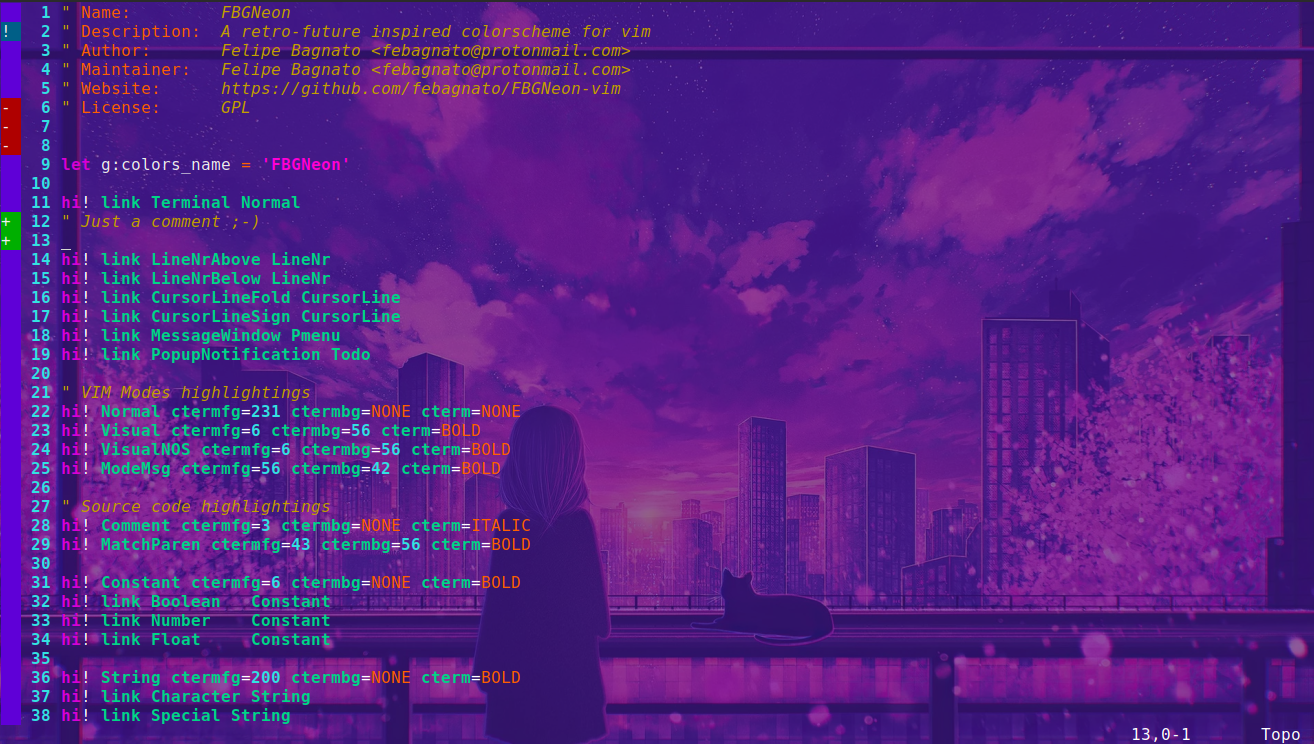 1 " Name:         FBGNeon
! 2 " Description:  A retro-future inspired colorscheme for vim
3 " Author:       Felipe Bagnato <febagnato@protonmail.com>
4 " Maintainer:   Felipe Bagnato <febagnato@protonmail.com>
5 " Website:      https://github.com/febagnato/FBGNeon-vim
- 6 " License:      GPL
- 7
- 8
9 let g:colors_name = 'FBGNeon'
10
11 hi! link Terminal Normal
+ 12 " Just a comment ;-)
+ 13 _
14 hi! link LineNrAbove LineNr
15 hi! link LineNrBelow LineNr
16 hi! link CursorLineFold CursorLine
17 hi! link CursorLineSign CursorLine
18 hi! link MessageWindow Pmenu
19 hi! link PopupNotification Todo
20
21 " VIM Modes highlightings
22 hi! Normal ctermfg=231 ctermbg=NONE cterm=NONE
23 hi! Visual ctermfg=6 ctermbg=56 cterm=BOLD
24 hi! VisualNOS ctermfg=6 ctermbg=56 cterm=BOLD
25 hi! ModeMsg ctermfg=56 ctermbg=42 cterm=BOLD
26
27 " Source code highlightings
28 hi! Comment ctermfg=3 ctermbg=NONE cterm=ITALIC
29 hi! MatchParen ctermfg=43 ctermbg=56 cterm=BOLD
30
31 hi! Constant ctermfg=6 ctermbg=NONE cterm=BOLD
32 hi! link Boolean   Constant
33 hi! link Number    Constant
34 hi! link Float     Constant
35
36 hi! String ctermfg=200 ctermbg=NONE cterm=BOLD
37 hi! link Character String
38 hi! link Special String
13,0-1       Topo